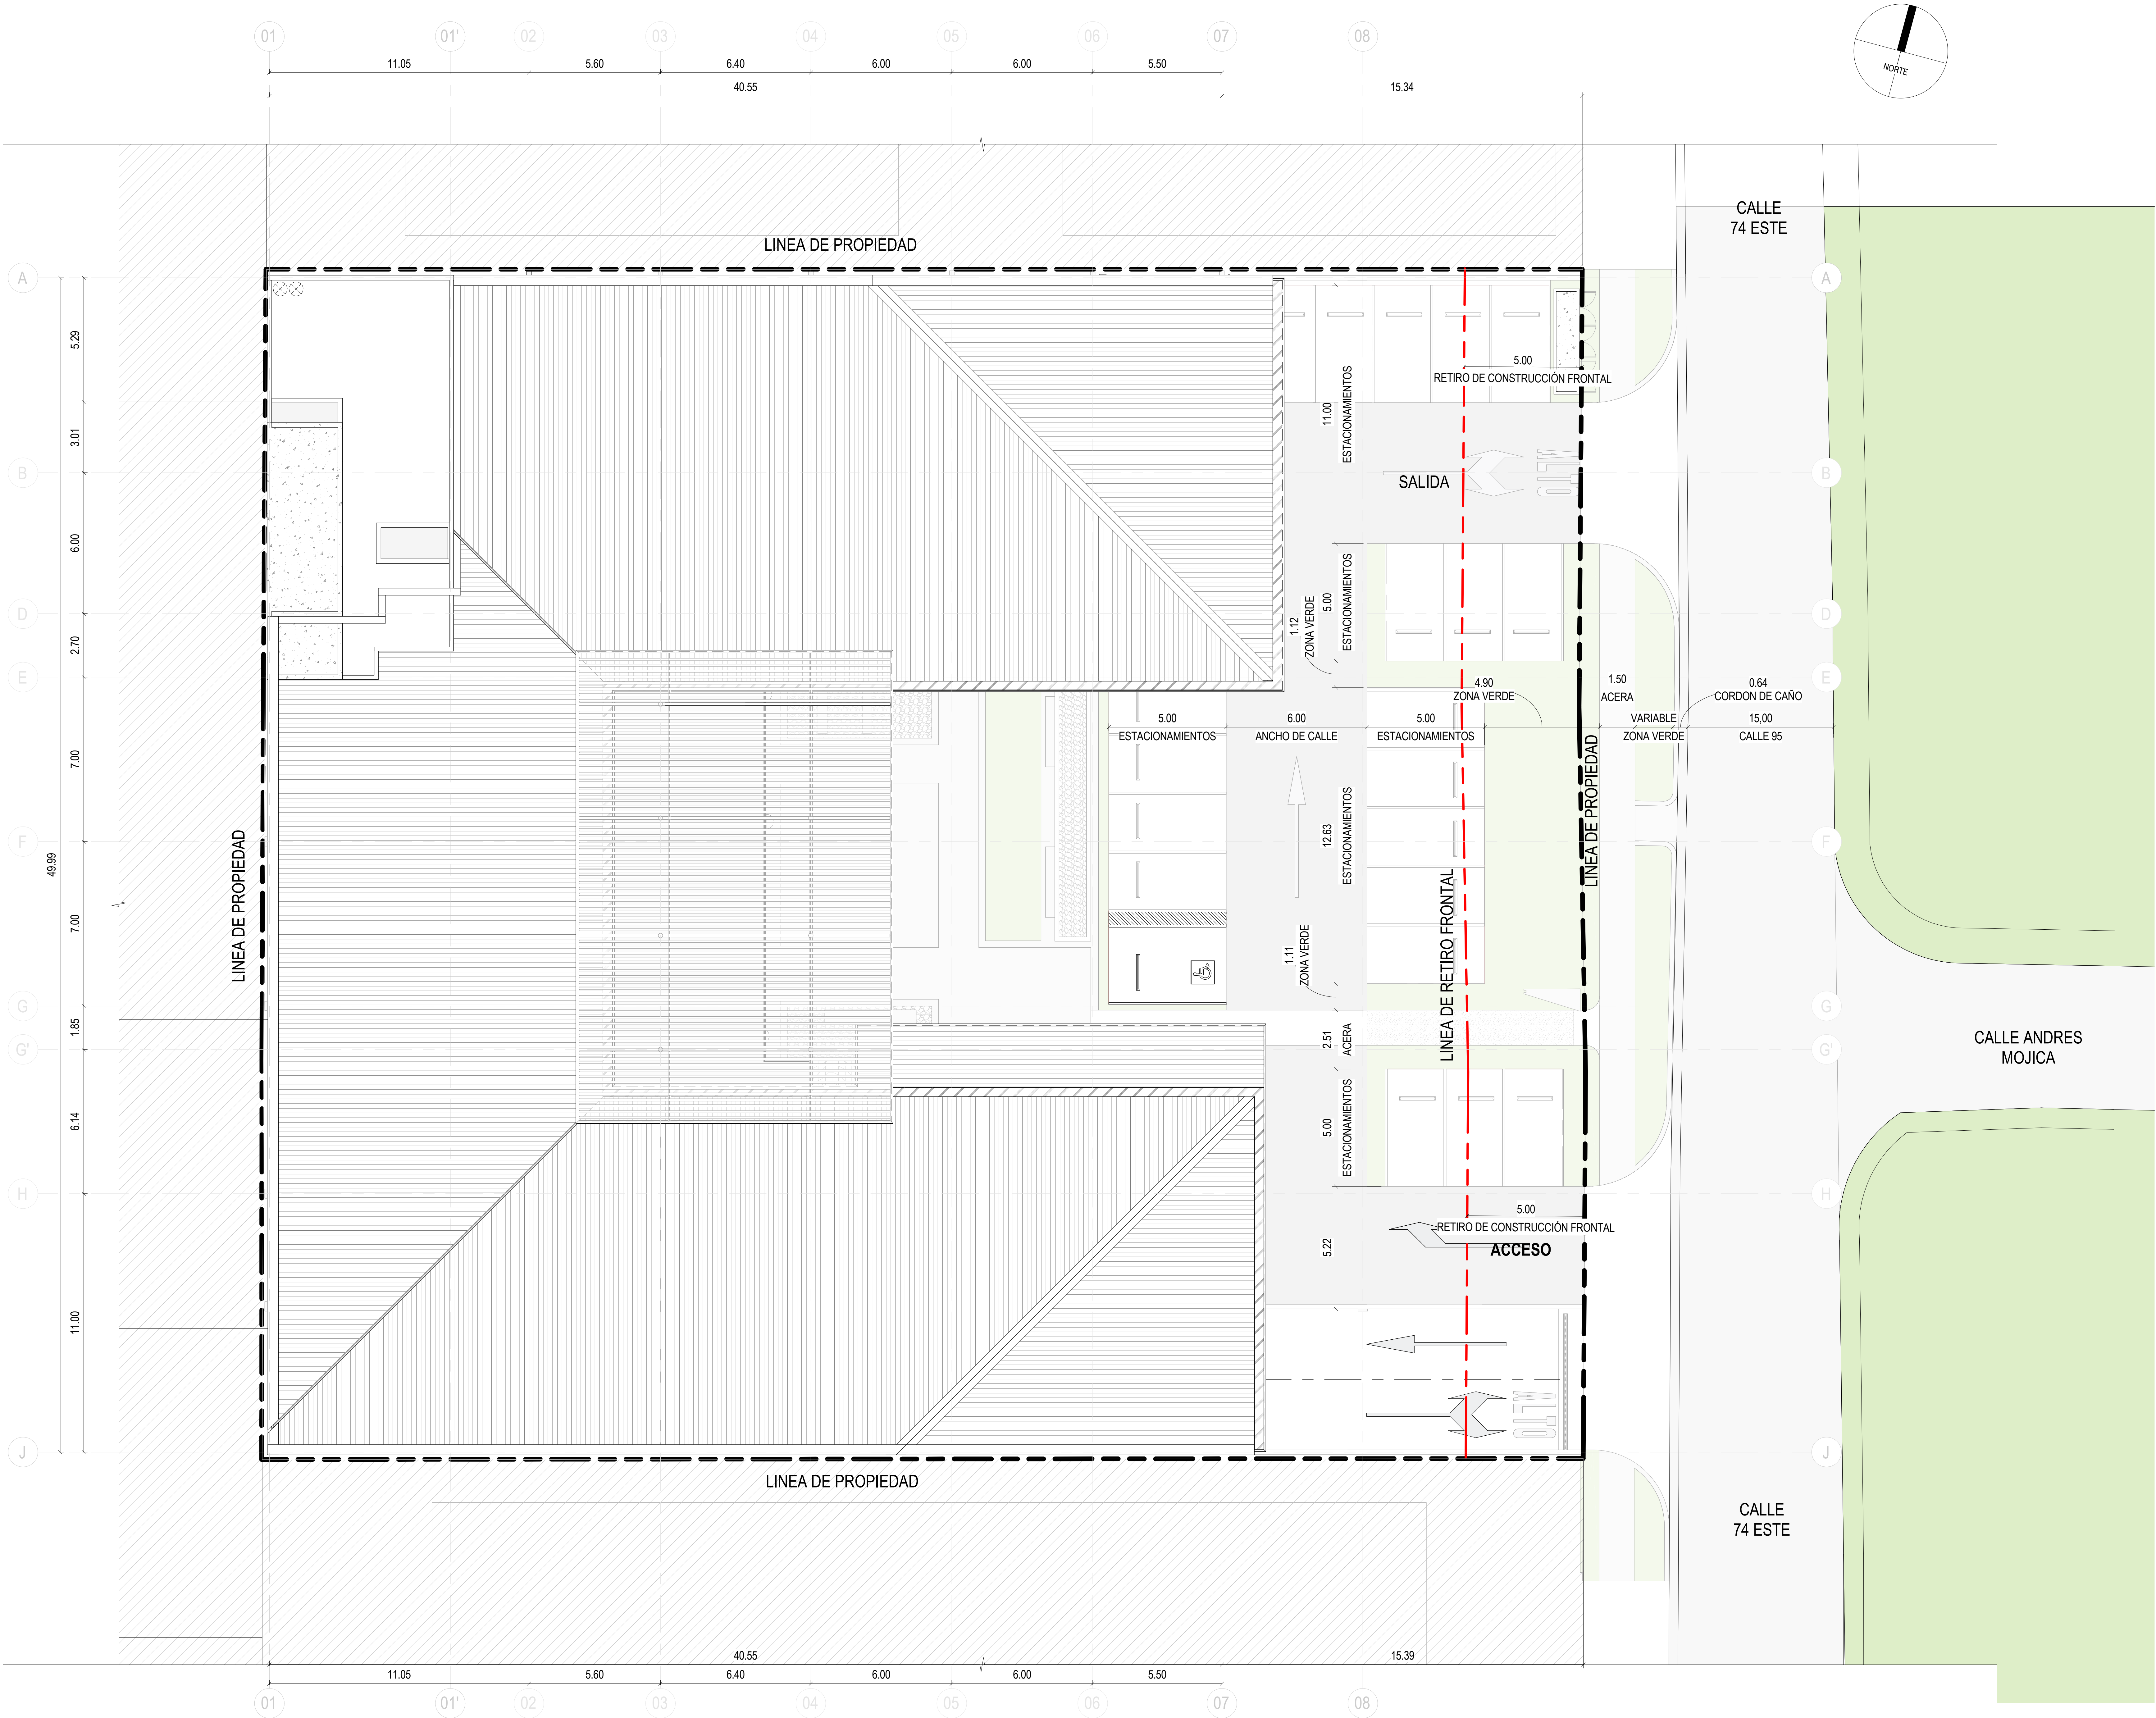 01
01'
02
03
04
05
06
07
08
NORTE
11.05
5.60
6.40
6.00
6.00
5.50
40.55
15.34
CALLE
74 ESTE
LINEA DE PROPIEDAD
A
A
5.29
5.00
RETIRO DE CONSTRUCCIÓN FRONTAL
11.00
ESTACIONAMIENTOS
3.01
B
SALIDA
B
6.00
5.00
ESTACIONAMIENTOS
1.12
ZONA VERDE
D
D
2.70
E
E
4.90
ZONA VERDE
1.50
ACERA
0.64
CORDON DE CAÑO
5.00
ESTACIONAMIENTOS
6.00
ANCHO DE CALLE
5.00
ESTACIONAMIENTOS
VARIABLE
ZONA VERDE
15,00
CALLE 95
7.00
LINEA DE PROPIEDAD
12.63
ESTACIONAMIENTOS
F
F
49.99
LINEA DE PROPIEDAD
7.00
LINEA DE RETIRO FRONTAL
1.11
ZONA VERDE
G
G
1.85
2.51
ACERA
G'
G'
CALLE ANDRES
MOJICA
6.14
5.00
ESTACIONAMIENTOS
H
H
5.00
RETIRO DE CONSTRUCCIÓN FRONTAL
5.22
ACCESO
11.00
J
J
LINEA DE PROPIEDAD
CALLE
74 ESTE
40.55
15.39
11.05
5.60
6.40
6.00
6.00
5.50
01
01'
02
03
04
05
06
07
08